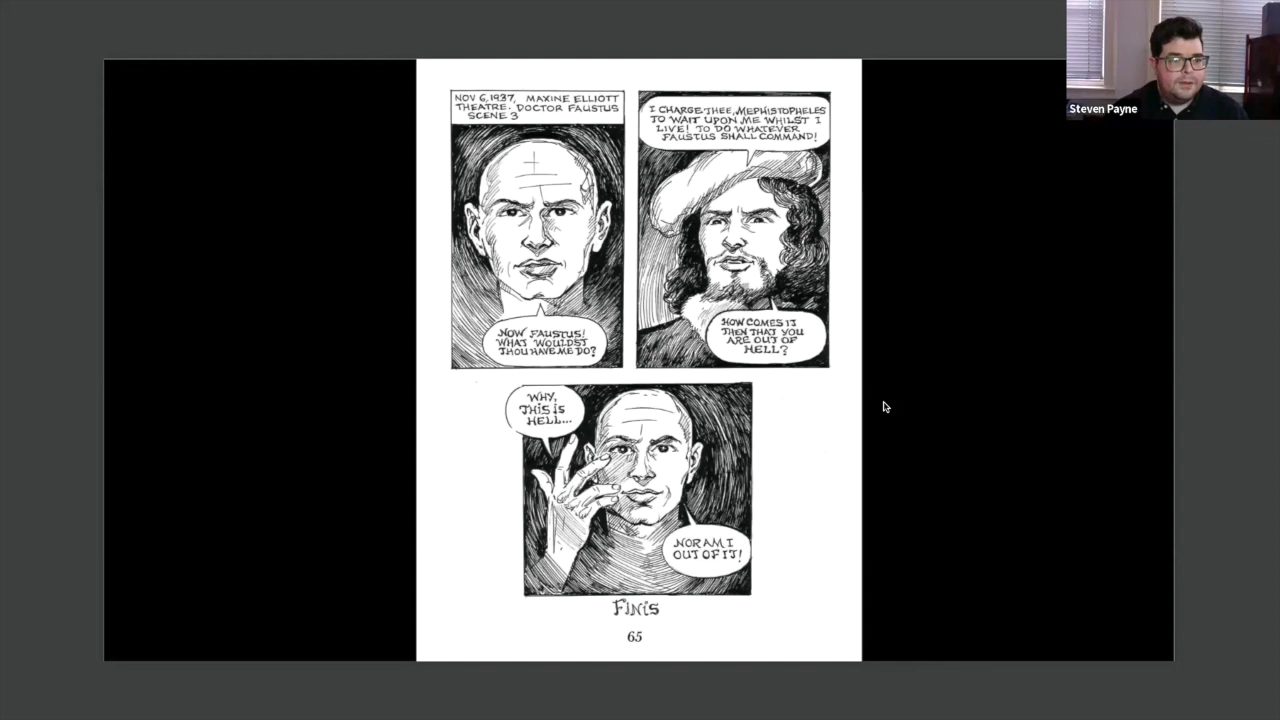 NOV 6, 1937, MAXINE ELLIOTT
THEATRE. DOCTOR FAUSTUS
SCENE 3
NOW FAUSTUS!
WHAT WOULDST
THOU HAVE ME DO?
I CHARGE THEE, MEPHISTOPHELES
TO WAIT UPON ME WHILST I
LIVE! TO DO WHATEVER
FAUSTUS SHALL COMMAND!
HOW COMES IT
THEN THAT YOU
ARE OUT OF
HELL?
WHY,
THIS IS
HELL...
NOR AM I
OUT OF IT!
FINIS
65
Steven Payne